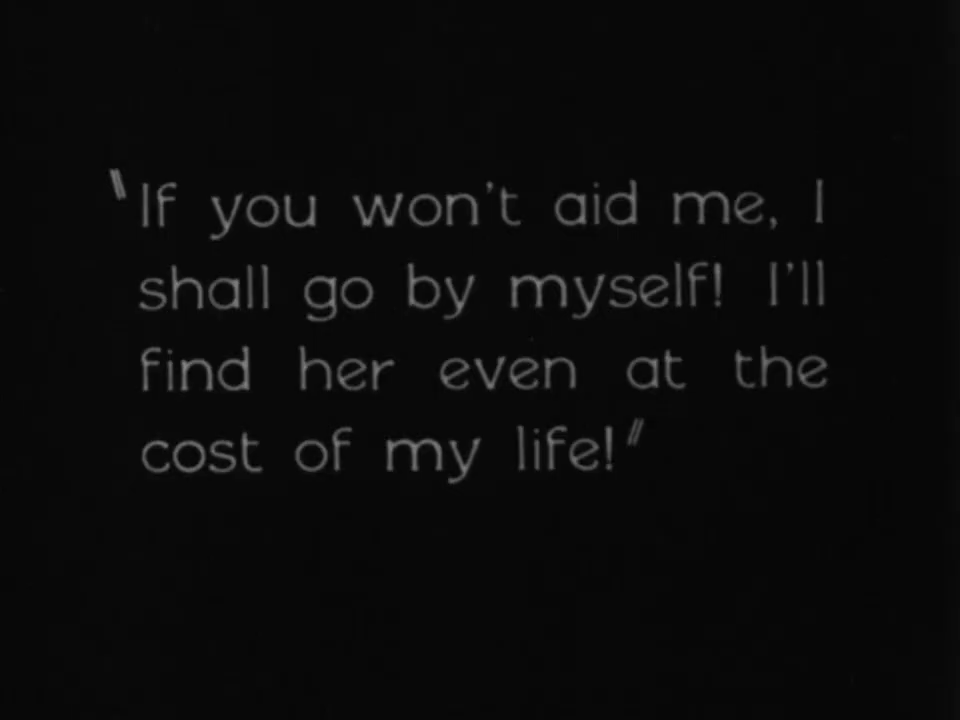 "If you won't aid me, I
shall go by myself! I'll
find her even at the
cost of my life!"